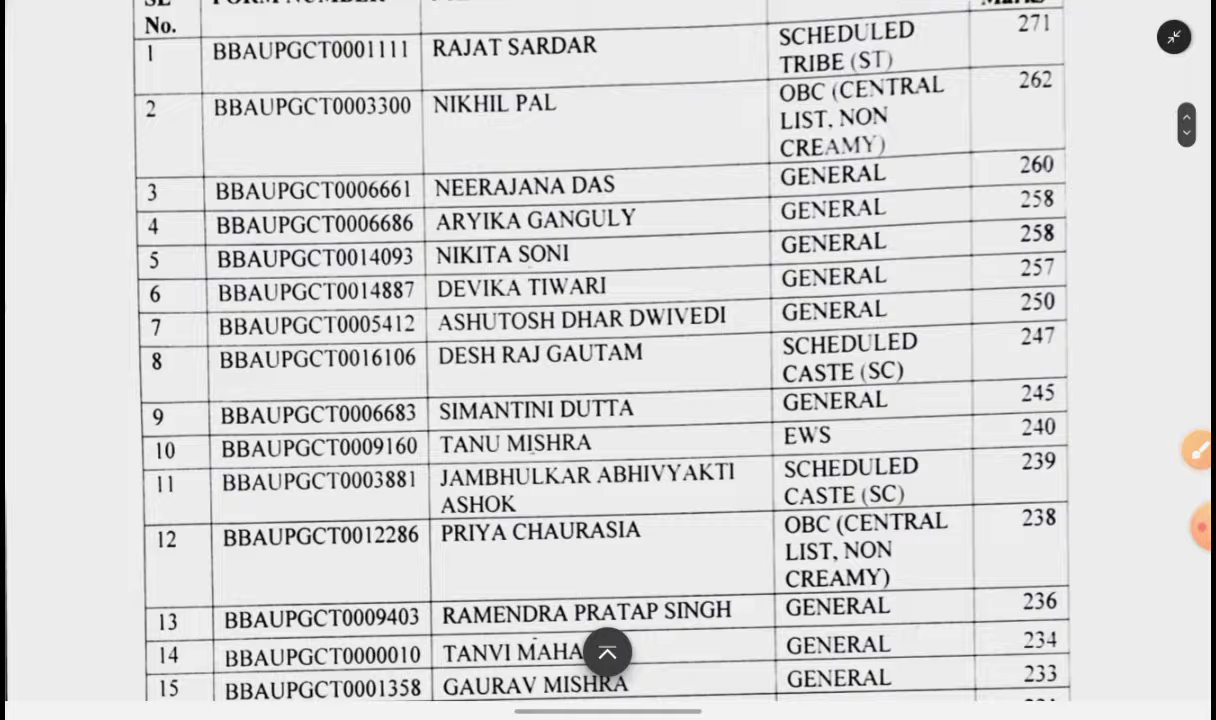 No.
1 BBAUPGCT0001111 RAJAT SARDAR SCHEDULED 271
TRIBE (ST)
2 BBAUPGCT0003300 NIKHIL PAL OBC (CENTRAL 262
LIST, NON
CREAMY)
3 BBAUPGCT0006661 NEERAJANA DAS GENERAL 260
4 BBAUPGCT0006686 ARYIKA GANGULY GENERAL 258
5 BBAUPGCT0014093 NIKITA SONI GENERAL 258
6 BBAUPGCT0014887 DEVIKA TIWARI GENERAL 257
7 BBAUPGCT0005412 ASHUTOSH DHAR DWIVEDI GENERAL 250
8 BBAUPGCT0016106 DESH RAJ GAUTAM SCHEDULED 247
CASTE (SC)
9 BBAUPGCT0006683 SIMANTINI DUTTA GENERAL 245
10 BBAUPGCT0009160 TANU MISHRA EWS 240
11 BBAUPGCT0003881 JAMBHULKAR ABHIVYAKTI SCHEDULED 239
ASHOK CASTE (SC)
12 BBAUPGCT0012286 PRIYA CHAURASIA OBC (CENTRAL 238
LIST, NON
CREAMY)
13 BBAUPGCT0009403 RAMENDRA PRATAP SINGH GENERAL 236
14 BBAUPGCT0000010 TANVI GENERAL 234
15 BBAUPGCT0001358 GAURAV MISHRA GENERAL 233